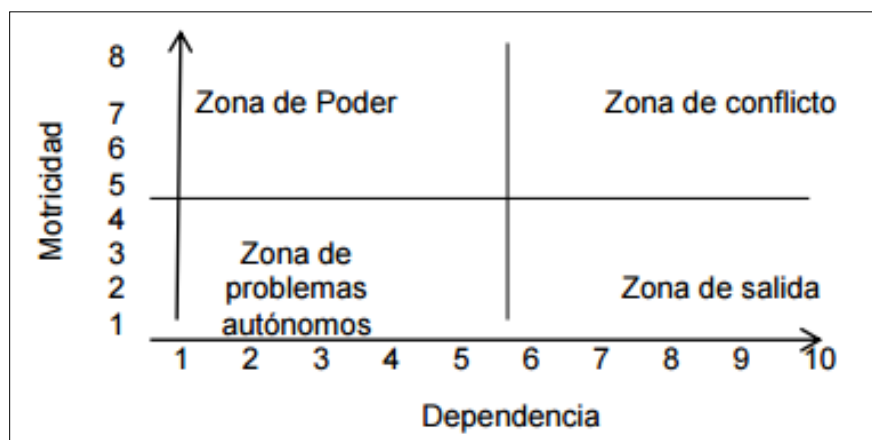 8
Zona de Poder
Zona de conflicto
7
6
5
Motricidad
4
3
2
1
Zona de
problemas
autónomos
Zona de salida
1 2 3 4 5 6 7 8 9 10
Dependencia